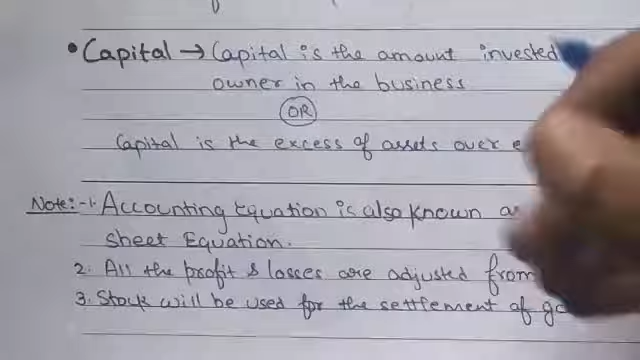 • Capital → Capital is the amount invested
owner in the business
OR
Capital is the excess of assets over
Note:- 1. Accounting Equation is also known
sheet Equation.
2. All the profit & losses are adjusted from
3. Stock will be used for the settlement of